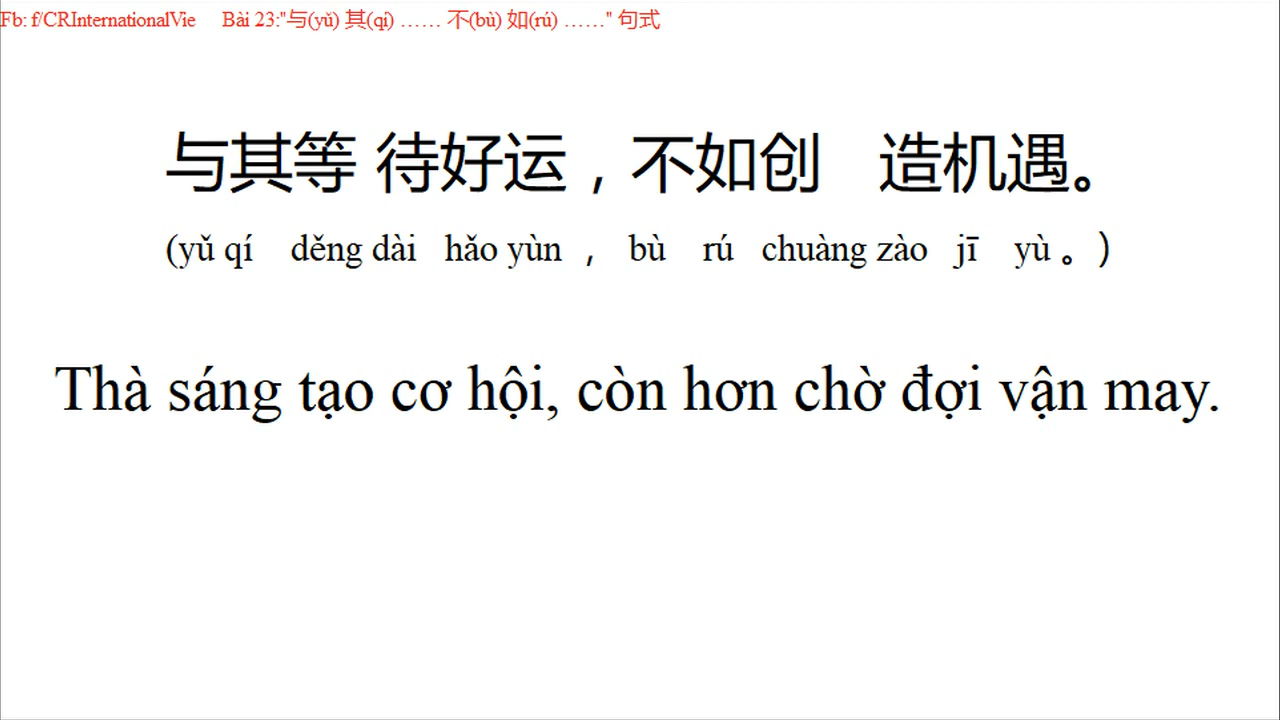 Fb: f/CRInternationalVie Bài 23:"与(yǔ) 其(qí) …… 不(bù) 如(rú) ……" 句式
与其等 待好运，不如创 造机遇。
(yǔ qí děng dài hǎo yùn ， bù rú chuàng zào jī yù 。)
Thà sáng tạo cơ hội, còn hơn chờ đợi vận may.